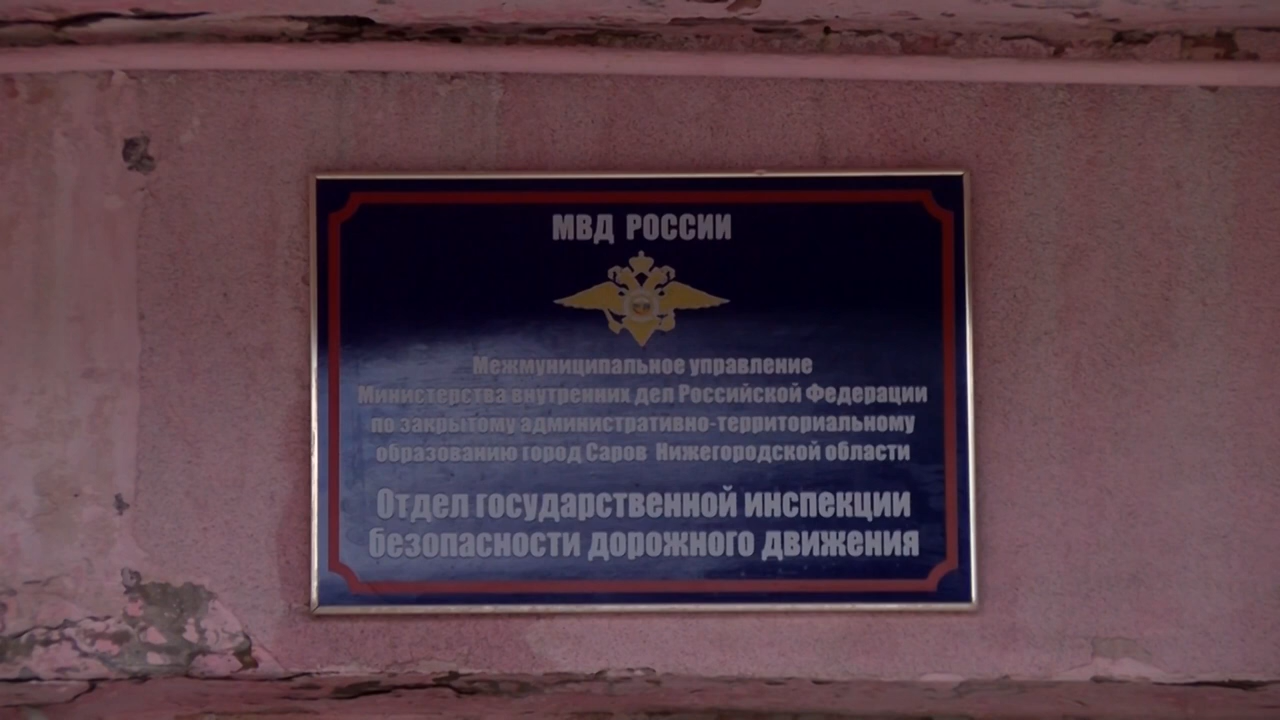 МВД РОССИИ
Межмуниципальное управление
Министерства внутренних дел Российской Федерации
по закрытому административно-территориальному
образованию город Саров Нижегородской области
Отдел государственной инспекции
безопасности дорожного движения